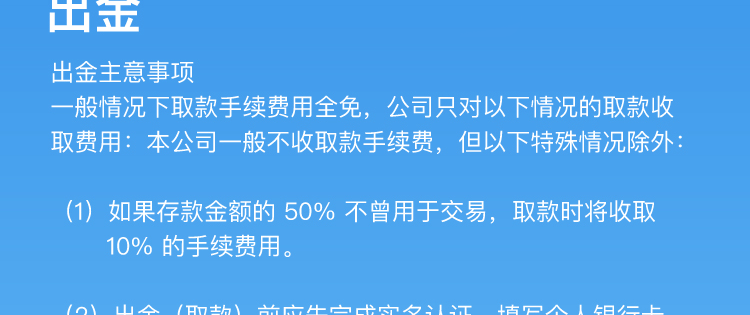 出金
出金主意事项
一般情况下取款手续费用全免，公司只对以下情况的取款收
取费用：本公司一般不收取款手续费，但以下特殊情况除外：
（1）如果存款金额的 50% 不曾用于交易，取款时将收取
10% 的手续费用。
（2）出金（取款）前应先完成实名认证，填写个人银行卡